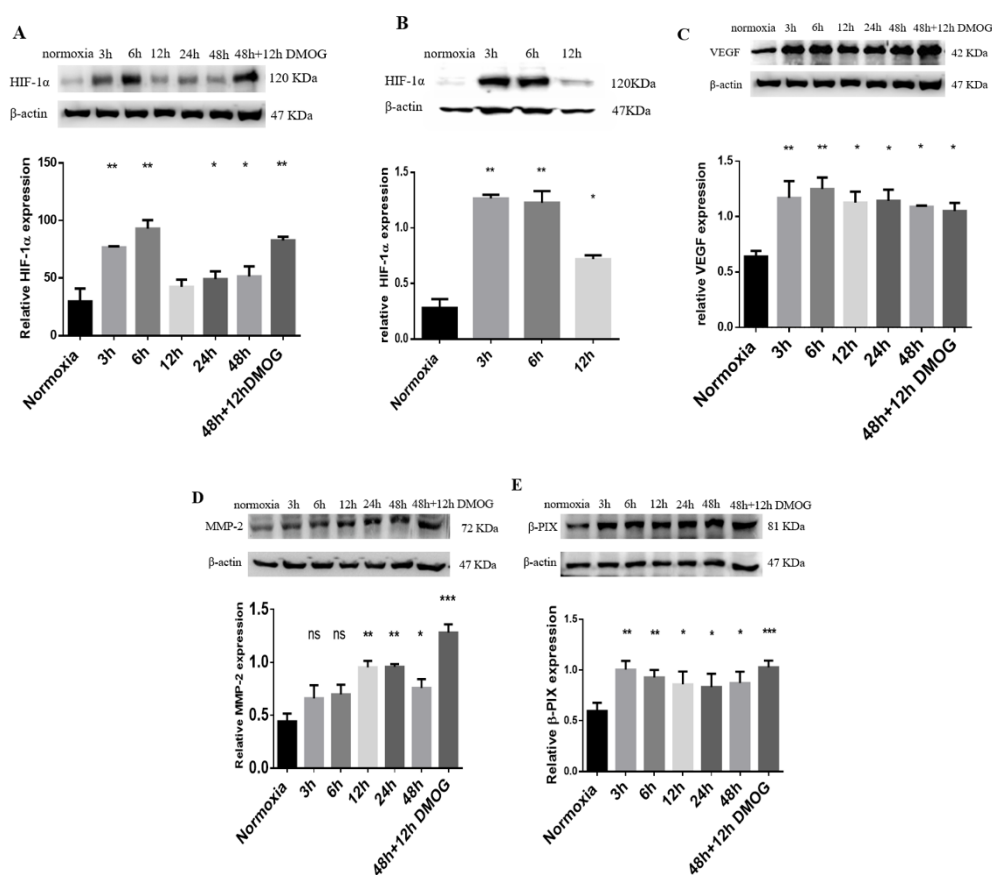 A
normoxia 3h 6h 12h 24h 48h 48h+12h DMOG
HIF-1α 120 KDa
β-actin 47 KDa
Relative HIF-1α expression
150
100
50
0
** ** * * **
Normoxia 3h 6h 12h 24h 48h 48h+12hDMOG
B
normoxia 3h 6h 12h
HIF-1α 120KDa
β-actin 47KDa
relative HIF-1α expression
1.5
1.0
0.5
0.0
** ** *
Normoxia 3h 6h 12h
C
normoxia 3h 6h 12h 24h 48h 48h+12h DMOG
VEGF 42 KDa
β-actin 47 KDa
relative VEGF expression
1.5
1.0
0.5
0.0
** ** * * * *
Normoxia 3h 6h 12h 24h 48h 48h+12h DMOG
D
normoxia 3h 6h 12h 24h 48h 48h+12h DMOG
MMP-2 72 KDa
β-actin 47 KDa
Relative MMP-2 expression
1.5
1.0
0.5
0.0
ns ns ** ** * ***
Normoxia 3h 6h 12h 24h 48h 48h+12h DMOG
E
normoxia 3h 6h 12h 24h 48h 48h+12h DMOG
β-PIX 81 KDa
β-actin 47 KDa
Relative β-PIX expression
1.5
1.0
0.5
0.0
** ** * * * ***
Normoxia 3h 6h 12h 24h 48h 48h+12h DMOG